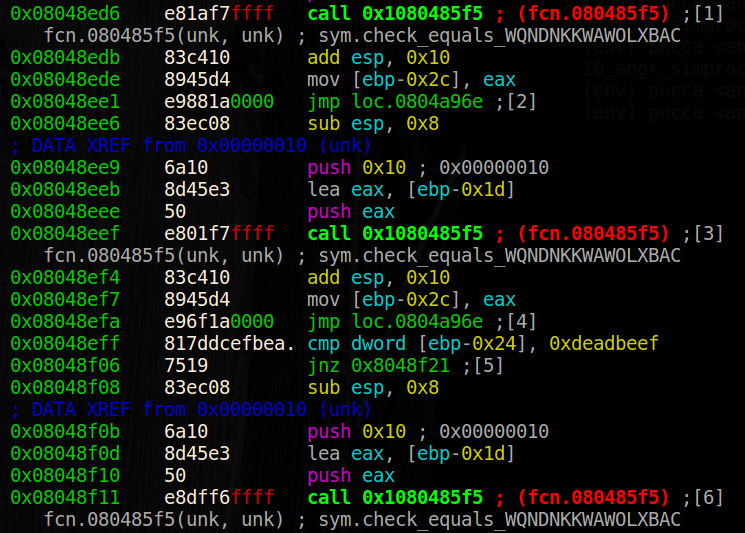 0x08048ed6 e81af7ffff call 0x1080485f5 ; (fcn.080485f5) ;[1]
fcn.080485f5(unk, unk) ; sym.check_equals_WQNDNKKWAWOLXBAC
0x08048edb 83c410 add esp, 0x10
0x08048ede 8945d4 mov [ebp-0x2c], eax
0x08048ee1 e9881a0000 jmp loc.0804a96e ;[2]
0x08048ee6 83ec08 sub esp, 0x8
; DATA XREF from 0x00000010 (unk)
0x08048ee9 6a10 push 0x10 ; 0x00000010
0x08048eeb 8d45e3 lea eax, [ebp-0x1d]
0x08048eee 50 push eax
0x08048eef e801f7ffff call 0x1080485f5 ; (fcn.080485f5) ;[3]
fcn.080485f5(unk, unk) ; sym.check_equals_WQNDNKKWAWOLXBAC
0x08048ef4 83c410 add esp, 0x10
0x08048ef7 8945d4 mov [ebp-0x2c], eax
0x08048efa e96f1a0000 jmp loc.0804a96e ;[4]
0x08048eff 817ddcefbea. cmp dword [ebp-0x24], 0xdeadbeef
0x08048f06 7519 jnz 0x8048f21 ;[5]
0x08048f08 83ec08 sub esp, 0x8
; DATA XREF from 0x00000010 (unk)
0x08048f0b 6a10 push 0x10 ; 0x00000010
0x08048f0d 8d45e3 lea eax, [ebp-0x1d]
0x08048f10 50 push eax
0x08048f11 e8dff6ffff call 0x1080485f5 ; (fcn.080485f5) ;[6]
fcn.080485f5(unk, unk) ; sym.check_equals_WQNDNKKWAWOLXBAC